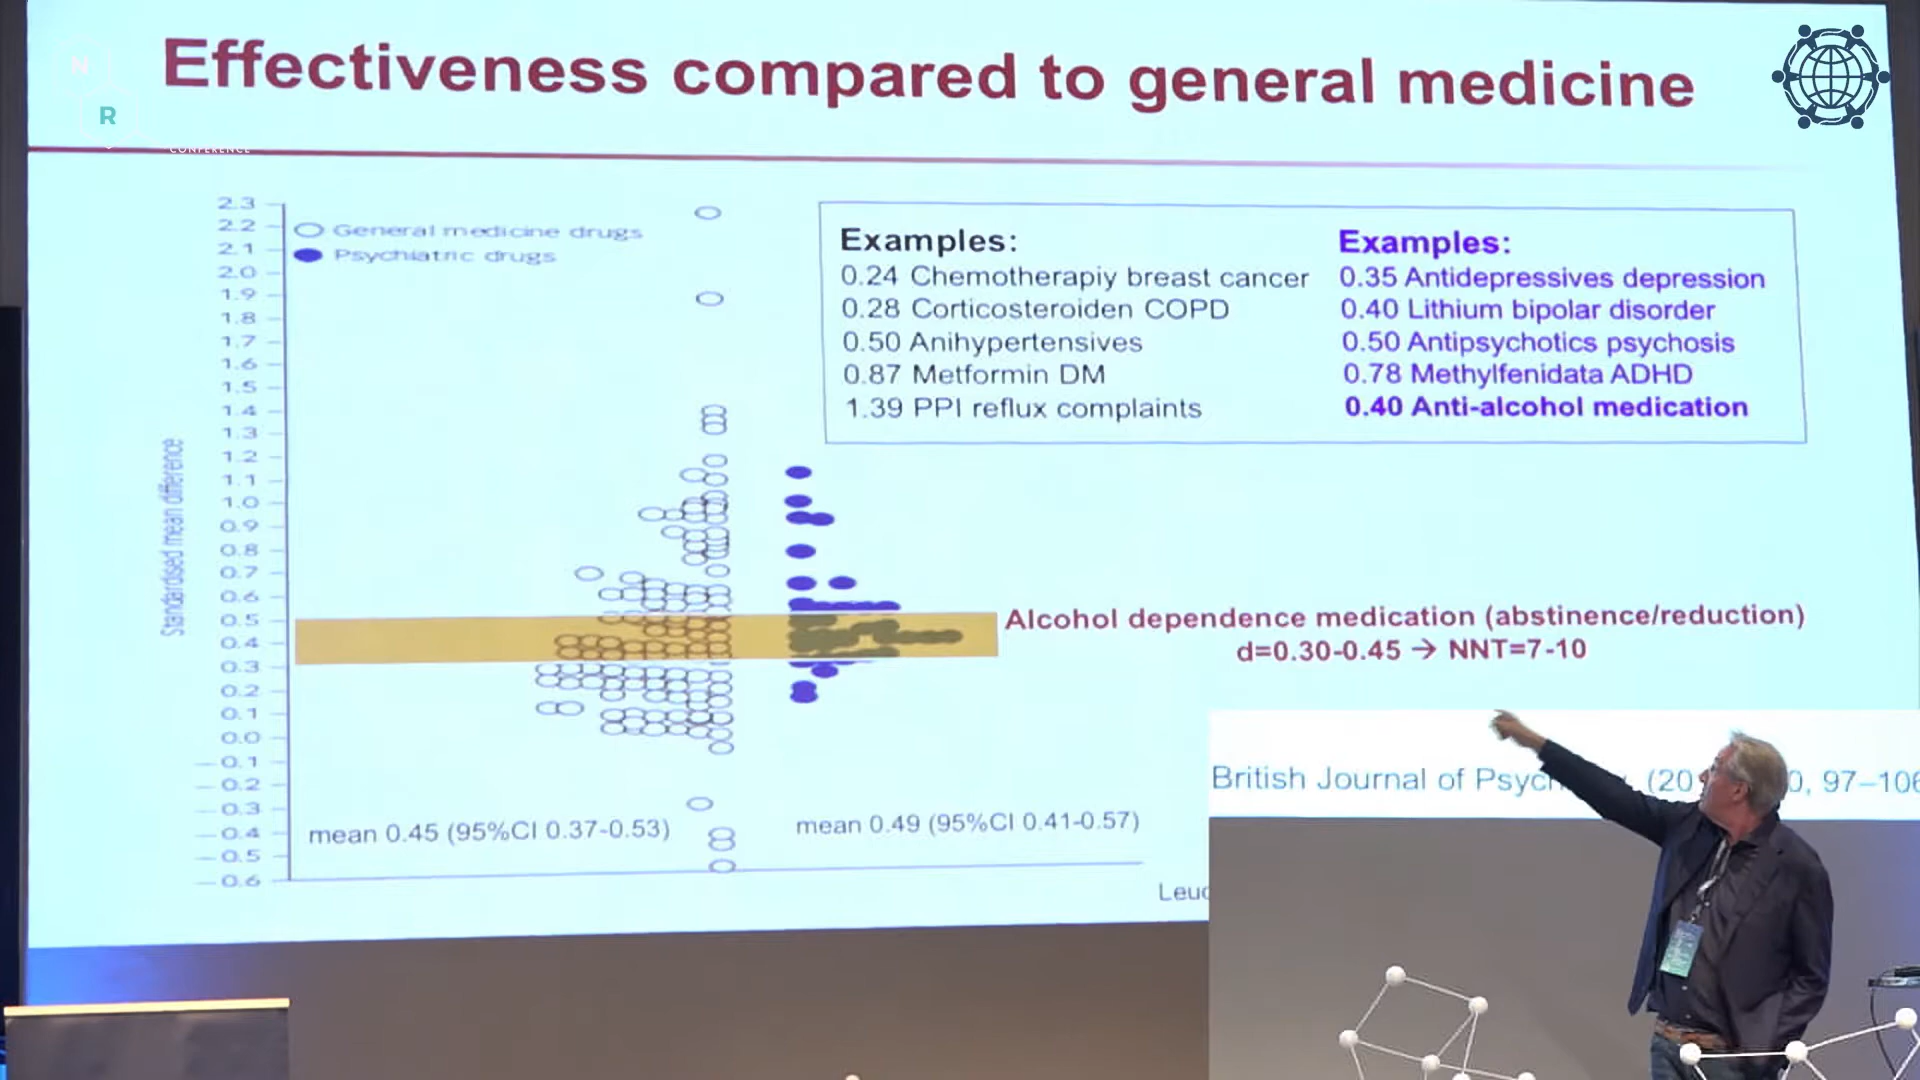 N
R
CONFERENCE
Effectiveness compared to general medicine
Standardised mean difference
2.3
2.2
2.1
2.0
1.9
1.8
1.7
1.6
1.5
1.4
1.3
1.2
1.1
1.0
0.9
0.8
0.7
0.6
0.5
0.4
0.3
0.2
0.1
0.0
—0.1
—0.2
—0.3
—0.4
—0.5
—0.6
General medicine drugs
Psychiatric drugs
Examples:
0.24 Chemotherapiy breast cancer
0.28 Corticosteroiden COPD
0.50 Anihypertensives
0.87 Metformin DM
1.39 PPI reflux complaints
Examples:
0.35 Antidepressives depression
0.40 Lithium bipolar disorder
0.50 Antipsychotics psychosis
0.78 Methylfenidata ADHD
0.40 Anti-alcohol medication
Alcohol dependence medication (abstinence/reduction)
d=0.30-0.45 → NNT=7-10
mean 0.45 (95%CI 0.37-0.53)
mean 0.49 (95%CI 0.41-0.57)
British Journal of 97–106